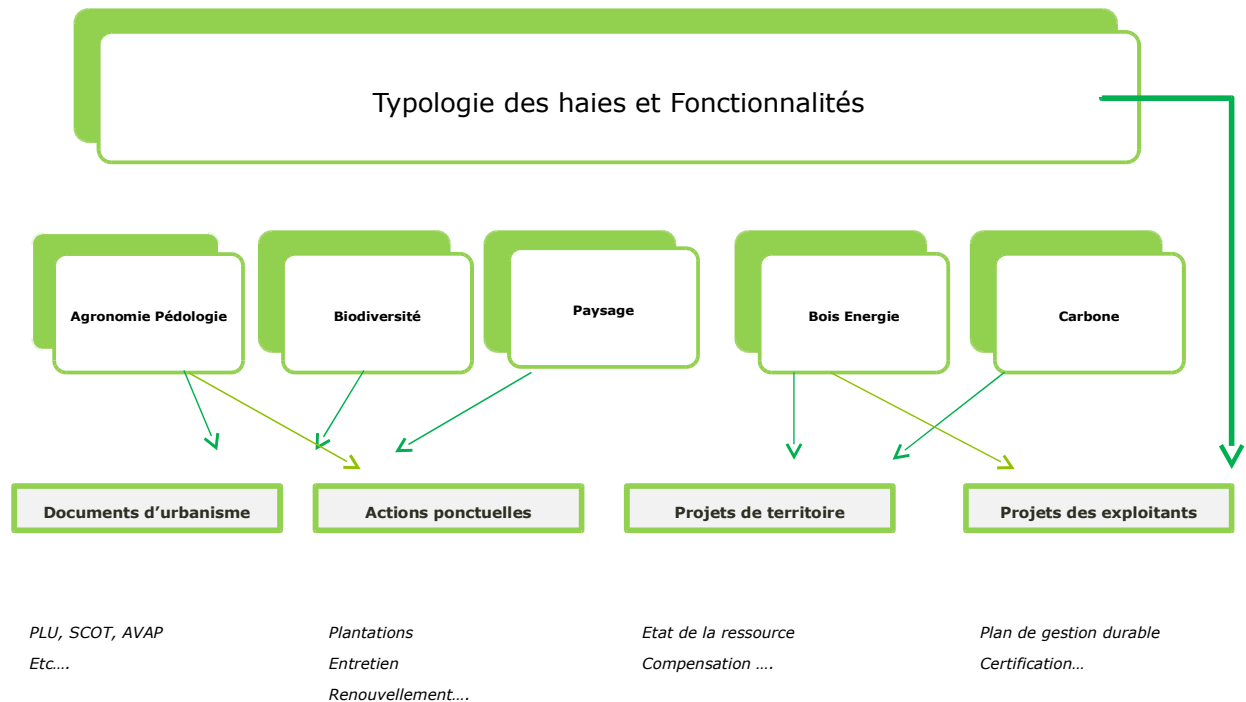 Typologie des haies et Fonctionnalités
Agronomie Pédologie
Biodiversité
Paysage
Bois Energie
Carbone
Documents d’urbanisme
Actions ponctuelles
Projets de territoire
Projets des exploitants
PLU, SCOT, AVAP
Etc….
Plantations
Entretien
Renouvellement….
Etat de la ressource
Compensation ….
Plan de gestion durable
Certification…